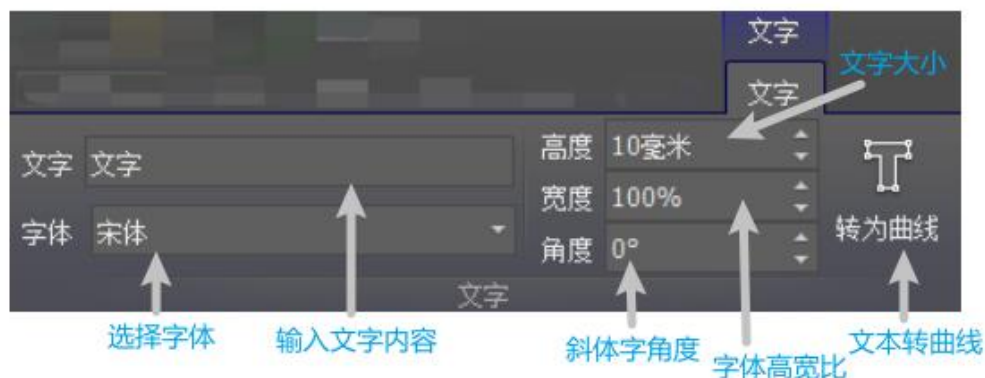 文字
文字大小
文字
文字 文字
高度 10毫米
宽度 100%
字体 宋体
角度 0°
转为曲线
文字
选择字体
输入文字内容
斜体字角度
字体高宽比
文本转曲线